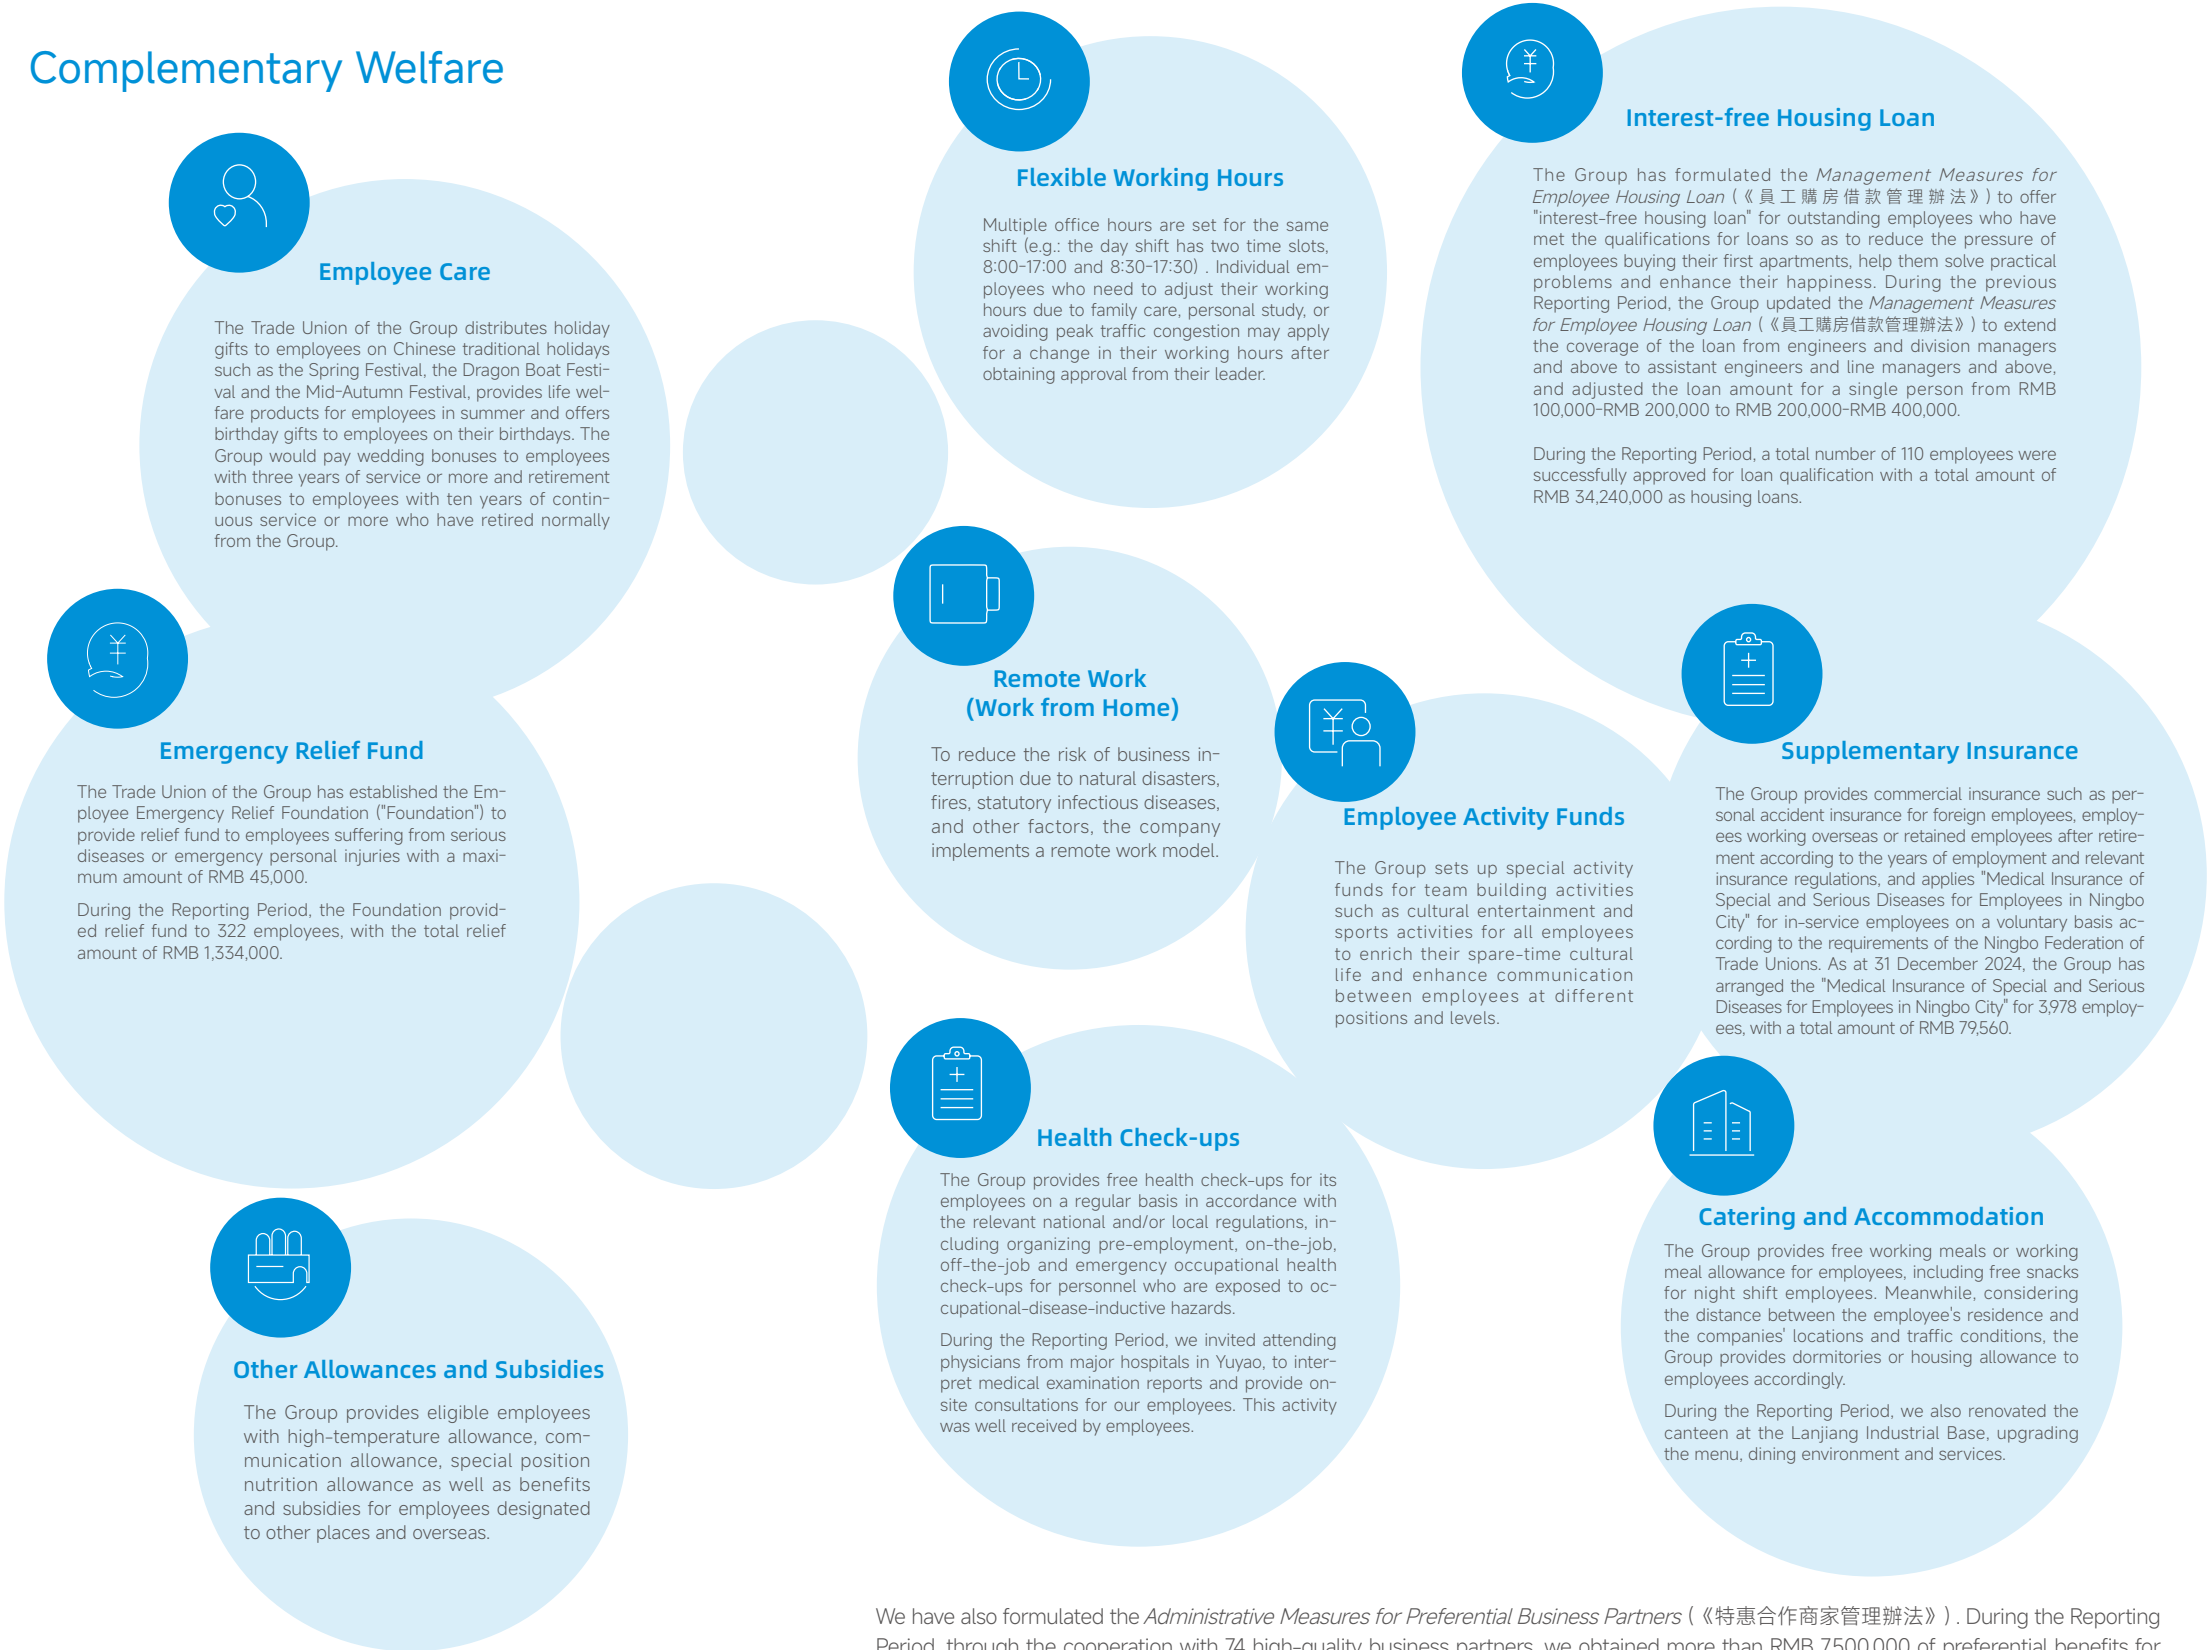 Complementary Welfare
Employee Care
The Trade Union of the Group distributes holiday
gifts to employees on Chinese traditional holidays
such as the Spring Festival, the Dragon Boat Festi-
val and the Mid-Autumn Festival, provides life wel-
fare products for employees in summer and offers
birthday gifts to employees on their birthdays. The
Group would pay wedding bonuses to employees
with three years of service or more and retirement
bonuses to employees with ten years of contin-
uous service or more who have retired normally
from the Group.
Emergency Relief Fund
The Trade Union of the Group has established the Em-
ployee Emergency Relief Foundation ("Foundation") to
provide relief fund to employees suffering from serious
diseases or emergency personal injuries with a maxi-
mum amount of RMB 45,000.
During the Reporting Period, the Foundation provid-
ed relief fund to 322 employees, with the total relief
amount of RMB 1,334,000.
Other Allowances and Subsidies
The Group provides eligible employees
with high-temperature allowance, com-
munication allowance, special position
nutrition allowance as well as benefits
and subsidies for employees designated
to other places and overseas.
Flexible Working Hours
Multiple office hours are set for the same
shift (e.g.: the day shift has two time slots,
8:00-17:00 and 8:30-17:30) . Individual em-
ployees who need to adjust their working
hours due to family care, personal study, or
avoiding peak traffic congestion may apply
for a change in their working hours after
obtaining approval from their leader.
Remote Work
(Work from Home)
To reduce the risk of business in-
terruption due to natural disasters,
fires, statutory infectious diseases,
and other factors, the company
implements a remote work model.
Health Check-ups
The Group provides free health check-ups for its
employees on a regular basis in accordance with
the relevant national and/or local regulations, in-
cluding organizing pre-employment, on-the-job,
off-the-job and emergency occupational health
check-ups for personnel who are exposed to oc-
cupational-disease-inductive hazards.
During the Reporting Period, we invited attending
physicians from major hospitals in Yuyao, to inter-
pret medical examination reports and provide on-
site consultations for our employees. This activity
was well received by employees.
Interest-free Housing Loan
The Group has formulated the Management Measures for
Employee Housing Loan (《員工購房借款管理辦法》) to offer
"interest-free housing loan" for outstanding employees who have
met the qualifications for loans so as to reduce the pressure of
employees buying their first apartments, help them solve practical
problems and enhance their happiness. During the previous
Reporting Period, the Group updated the Management Measures
for Employee Housing Loan (《員工購房借款管理辦法》) to extend
the coverage of the loan from engineers and division managers
and above to assistant engineers and line managers and above,
and adjusted the loan amount for a single person from RMB
100,000-RMB 200,000 to RMB 200,000-RMB 400,000.
During the Reporting Period, a total number of 110 employees were
successfully approved for loan qualification with a total amount of
RMB 34,240,000 as housing loans.
Employee Activity Funds
The Group sets up special activity
funds for team building activities
such as cultural entertainment and
sports activities for all employees
to enrich their spare-time cultural
life and enhance communication
between employees at different
positions and levels.
Supplementary Insurance
The Group provides commercial insurance such as per-
sonal accident insurance for foreign employees, employ-
ees working overseas or retained employees after retire-
ment according to the years of employment and relevant
insurance regulations, and applies "Medical Insurance of
Special and Serious Diseases for Employees in Ningbo
City" for in-service employees on a voluntary basis ac-
cording to the requirements of the Ningbo Federation of
Trade Unions. As at 31 December 2024, the Group has
arranged the "Medical Insurance of Special and Serious
Diseases for Employees in Ningbo City" for 3,978 employ-
ees, with a total amount of RMB 79,560.
Catering and Accommodation
The Group provides free working meals or working
meal allowance for employees, including free snacks
for night shift employees. Meanwhile, considering
the distance between the employee's residence and
the companies' locations and traffic conditions, the
Group provides dormitories or housing allowance to
employees accordingly.
During the Reporting Period, we also renovated the
canteen at the Lanjiang Industrial Base, upgrading
the menu, dining environment and services.
We have also formulated the Administrative Measures for Preferential Business Partners (《特惠合作商家管理辦法》) . During the Reporting
Period, through the cooperation with 74 high-quality business partners, we obtained more than RMB 7,500,000 of preferential benefits for